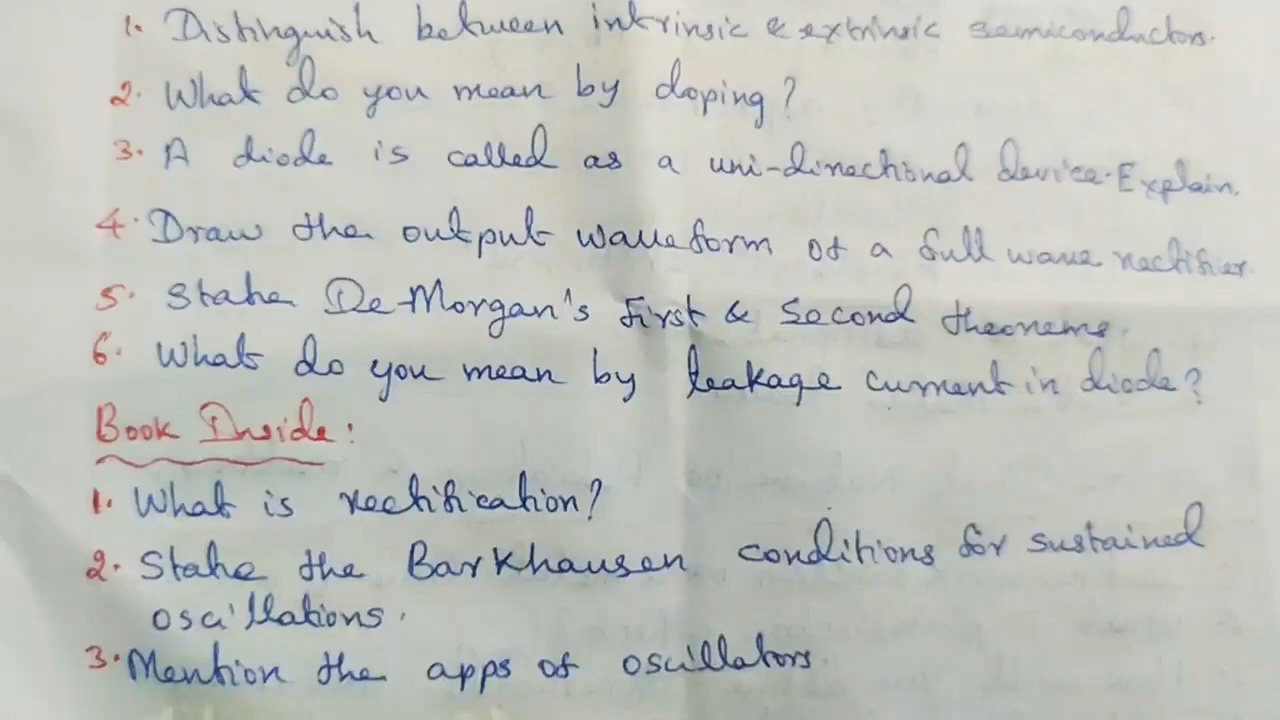 1. Distinguish between intrinsic & extrinsic semiconductors.
2. What do you mean by doping?
3. A diode is called as a uni-directional device. Explain.
4. Draw the output waveform of a full wave rectifier.
5. State De-Morgan's first & second theorems.
6. What do you mean by leakage current in diode?
Book Inside:
1. What is rectification?
2. State the Barkhausen conditions for sustained
oscillations.
3. Mention the apps of oscillators.